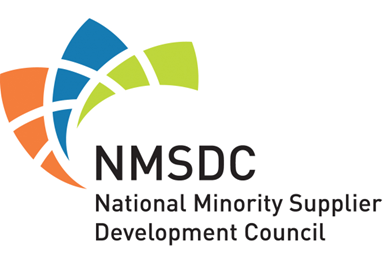 NMSDC
National Minority Supplier
Development Council